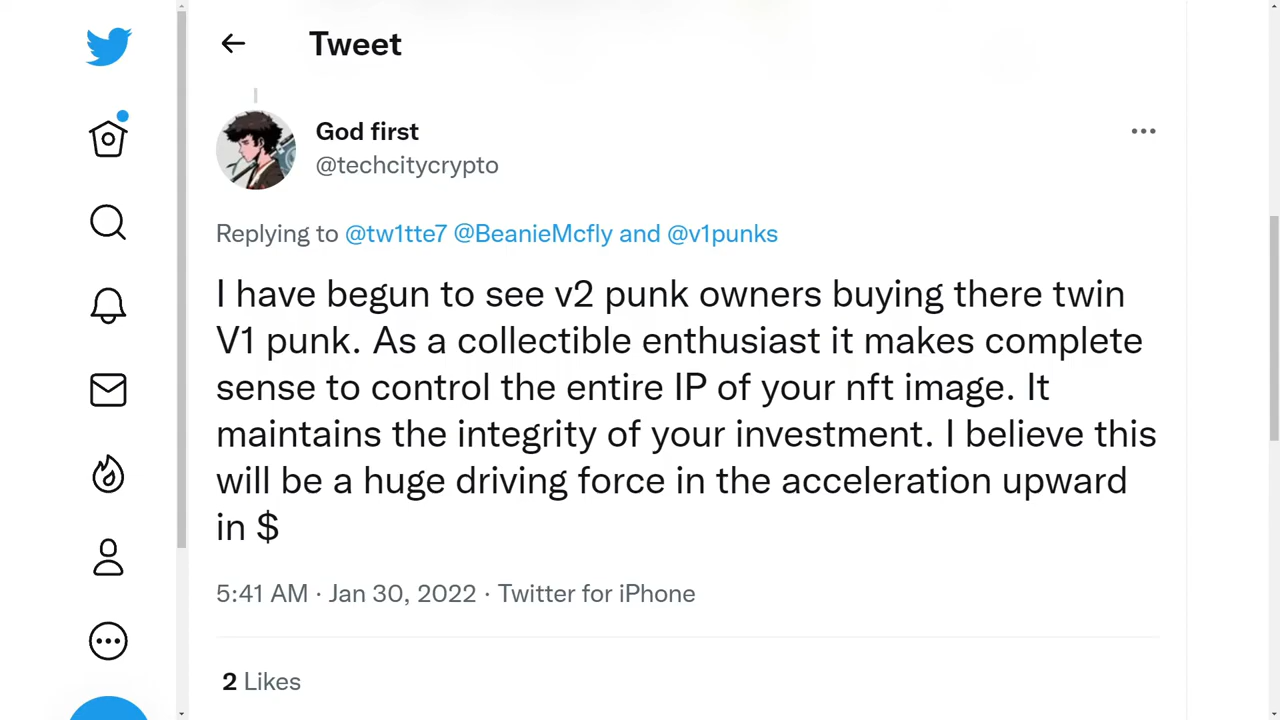 Tweet
God first
@techcitycrypto
Replying to @tw1tte7 @BeanieMcfly and @v1punks
I have begun to see v2 punk owners buying there twin
V1 punk. As a collectible enthusiast it makes complete
sense to control the entire IP of your nft image. It
maintains the integrity of your investment. I believe this
will be a huge driving force in the acceleration upward
in $
5:41 AM · Jan 30, 2022 · Twitter for iPhone
2 Likes